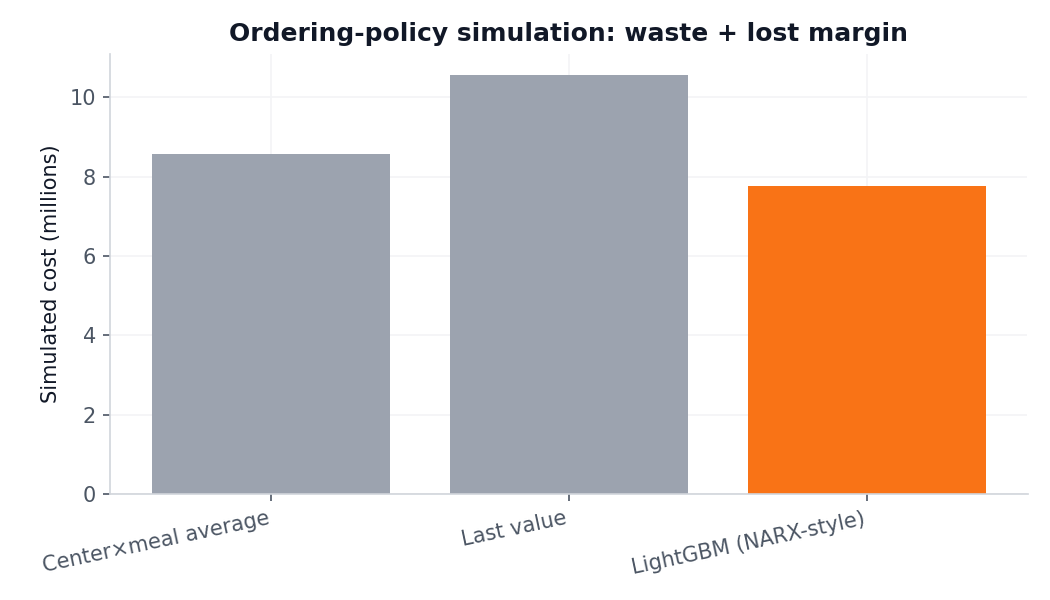 Ordering-policy simulation: waste + lost margin
Simulated cost (millions)
10
8
6
4
2
0
Center×meal average
Last value
LightGBM (NARX-style)